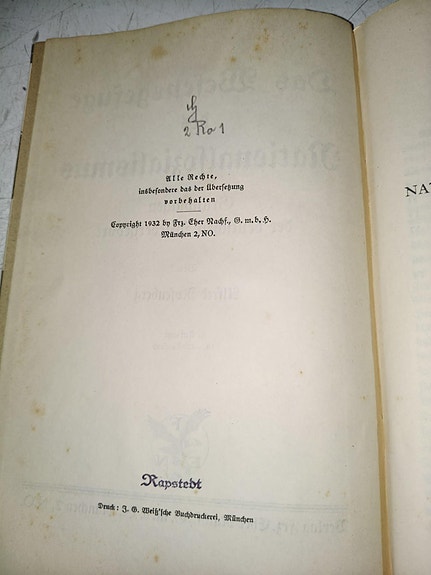 2 Ro 1
Alle Rechte,
insbesondere das der Übersetzung
vorbehalten
Copyright 1932 by Frz. Eher Nachf., G. m. b. H.
München 2, NO.
Rapstedt
Druck: J. G. Weiß'sche Buchdruckerei, München
NA